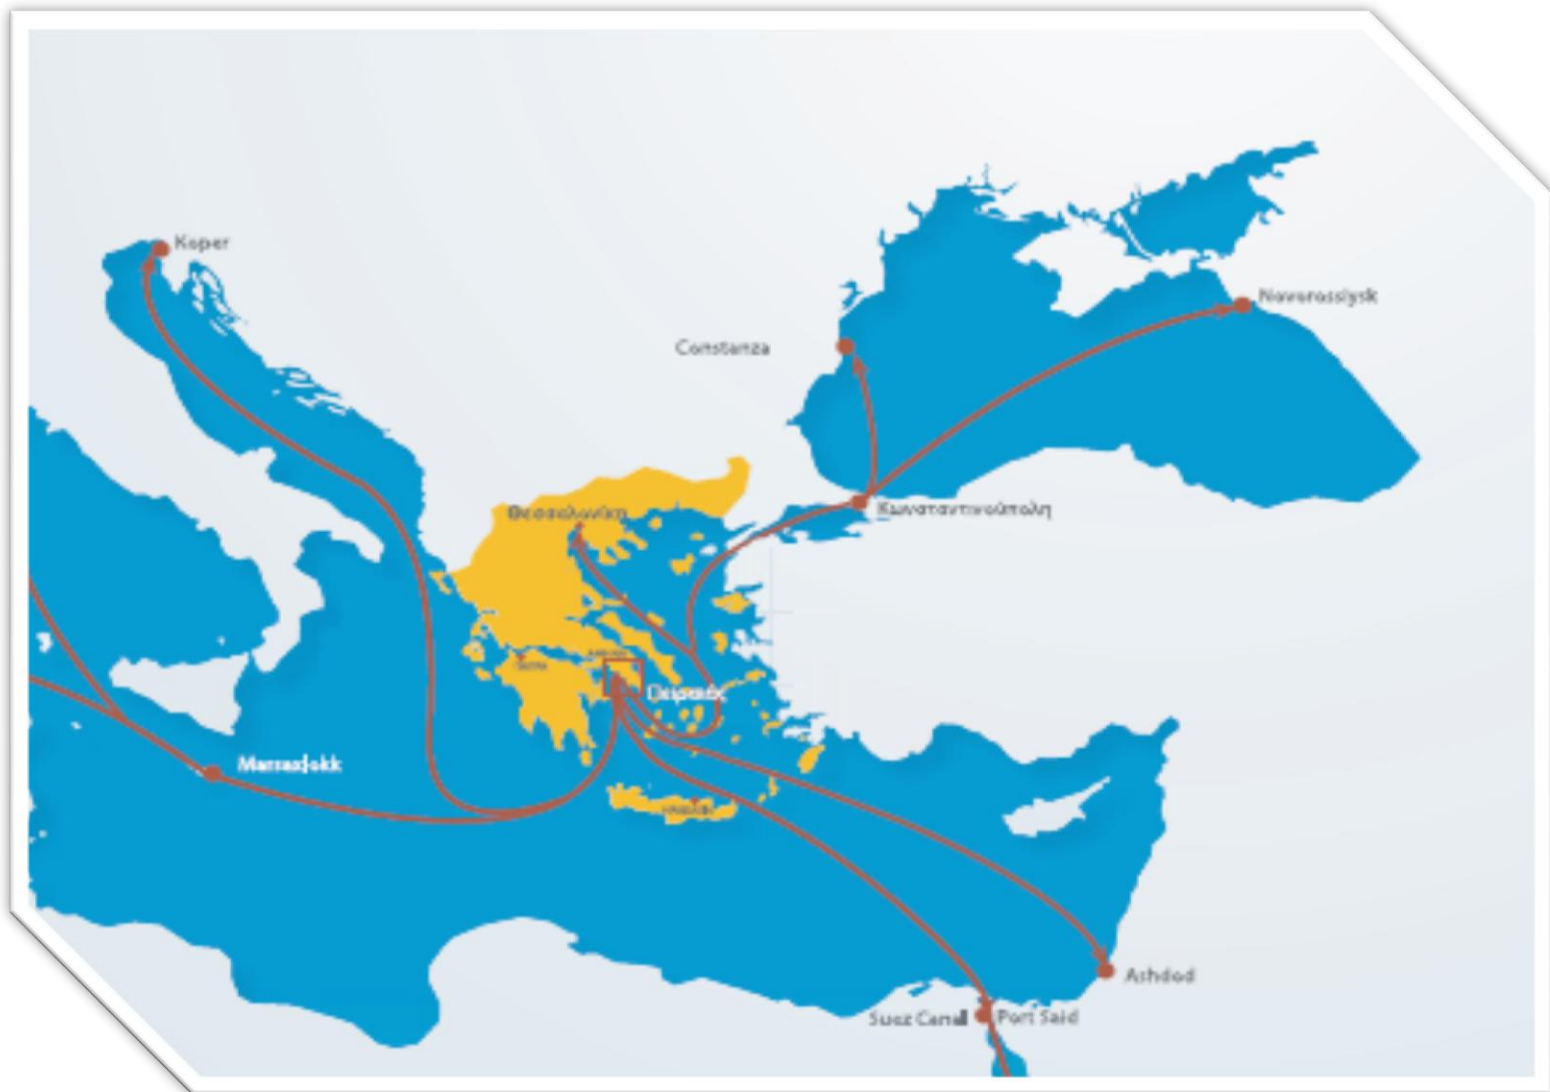 Koper
Novorossiysk
Constanza
Θεσσαλονίκη
Κωνσταντινούπολη
Πειραιάς
Marsaxlokk
Ashdod
Suez Canal Port Said